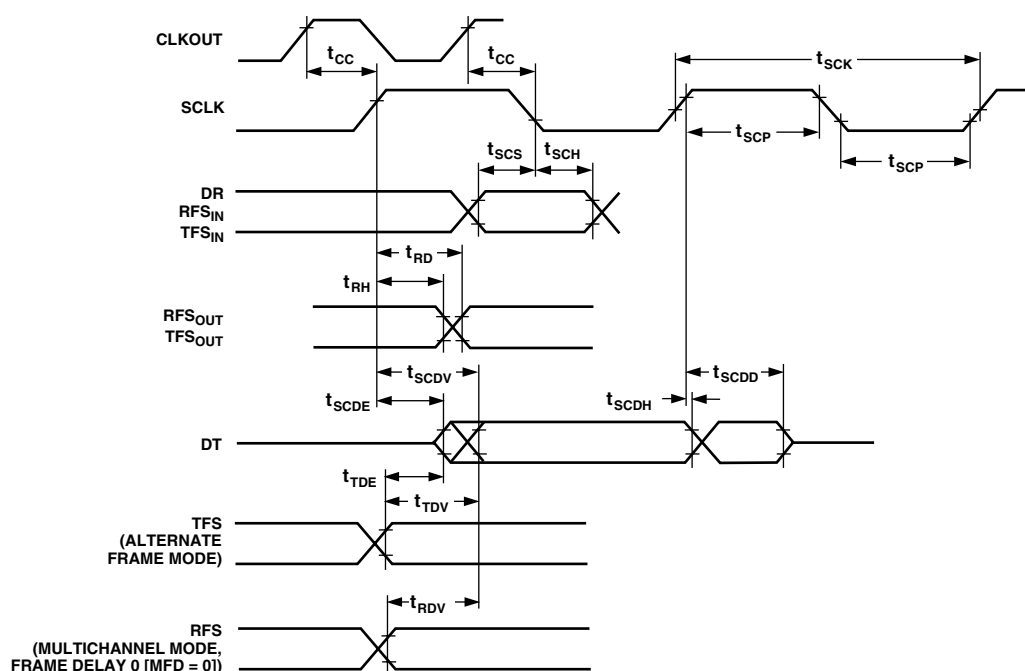 CLKOUT
tCC
tCC
tSCK
SCLK
tSCP
tSCP
tSCS
tSCH
DR
RFSIN
TFSIN
tRD
tRH
RFSOUT
TFSOUT
tSCDV
tSCDD
tSCDE
tSCDH
DT
tTDE
tTDV
TFS
(ALTERNATE
FRAME MODE)
tRDV
RFS
(MULTICHANNEL MODE,
FRAME DELAY 0 [MFD = 0])